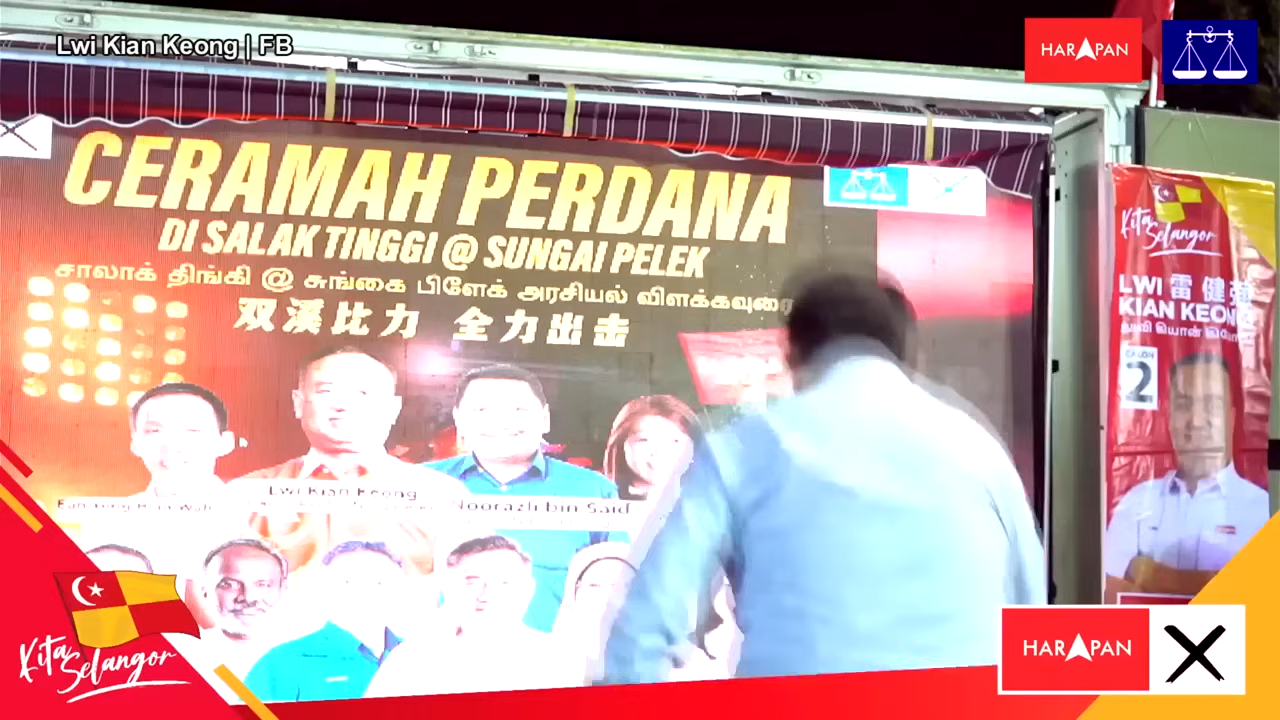 Lwi Kian Keong | FB
HARAPAN
CERAMAH PERDANA
DI SALAK TINGGI @ SUNGAI PELEK
சாலாக் திங்கி @ சுங்கை பிளேக் அரசியல் விளக்கவுரை
双溪比力 全力出击
Kita
Selangor
LWI 雷 健强
KIAN KEONG
CALON
2
Lwi Kian Keong
Noorazli bin Said
Kita
Selangor
HARAPAN